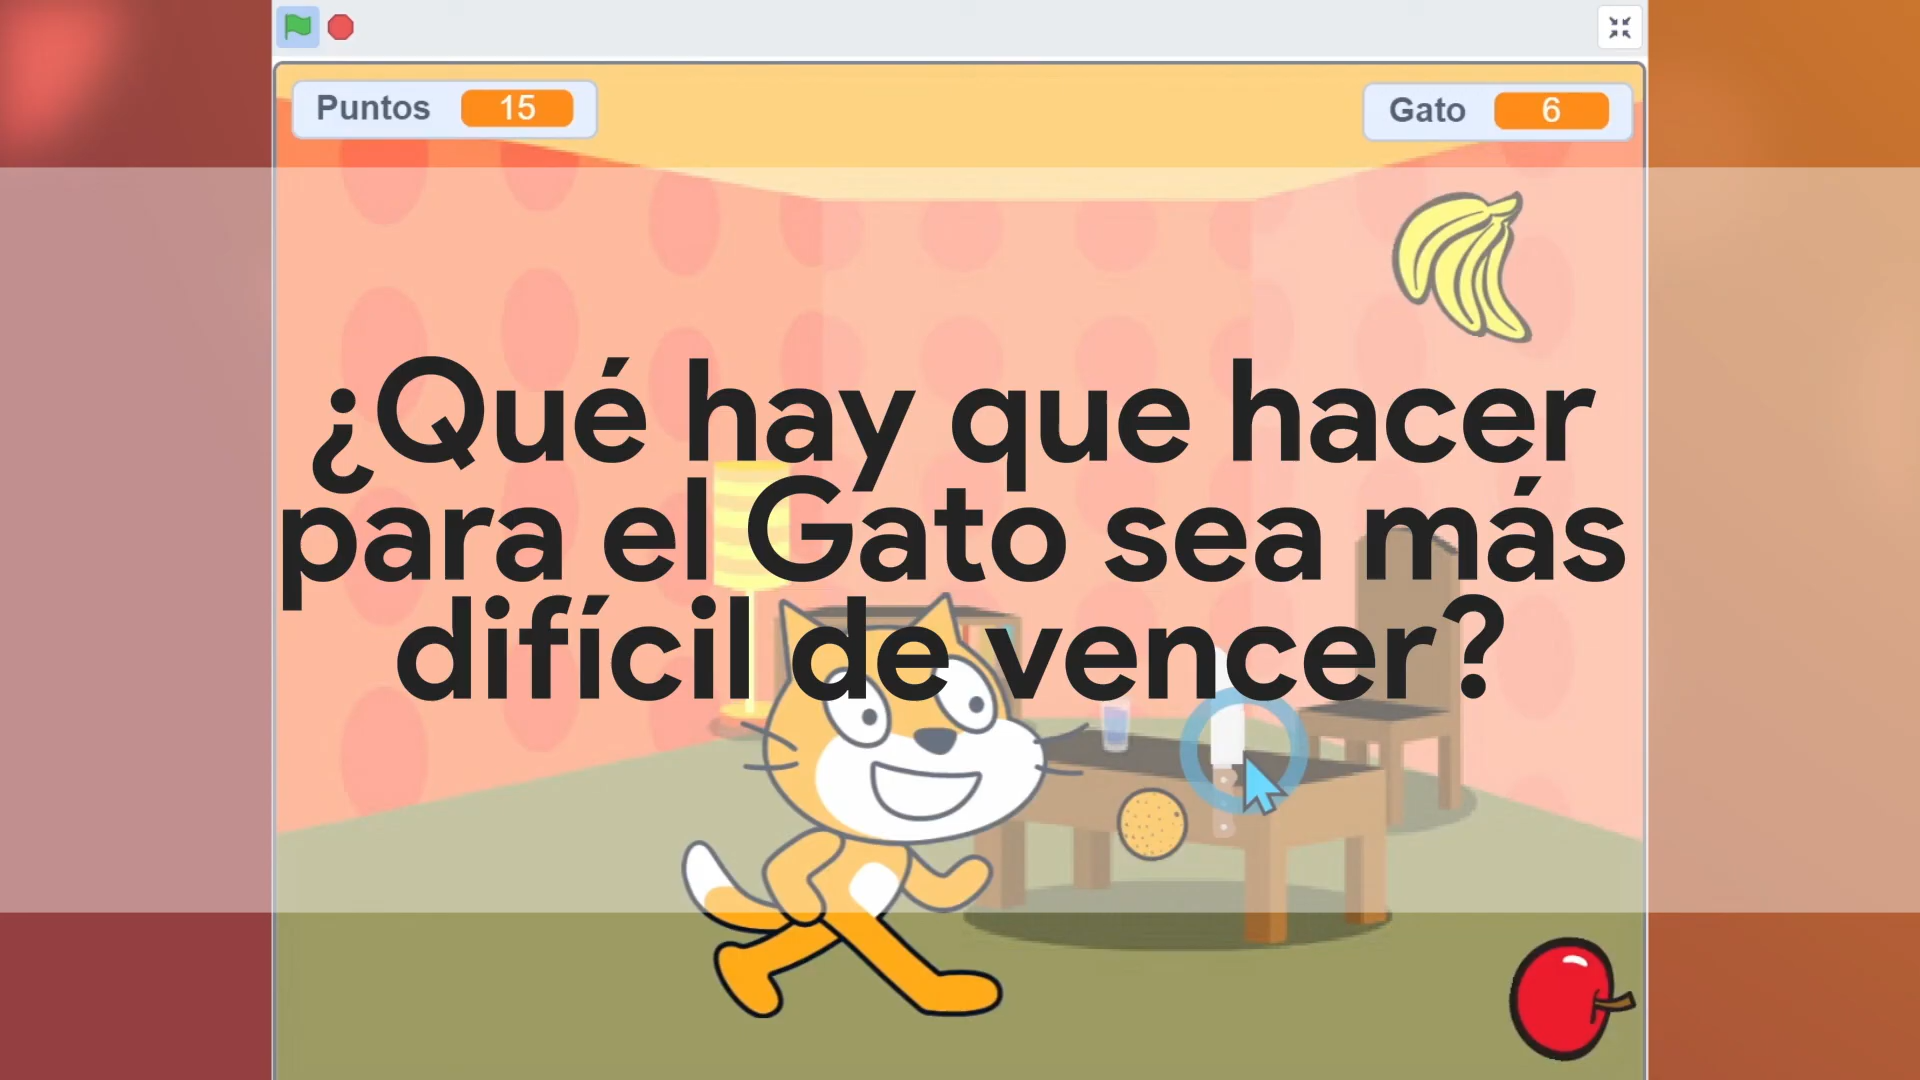 Puntos 15
Gato 6
¿Qué hay que hacer
para el Gato sea más
difícil de vencer?